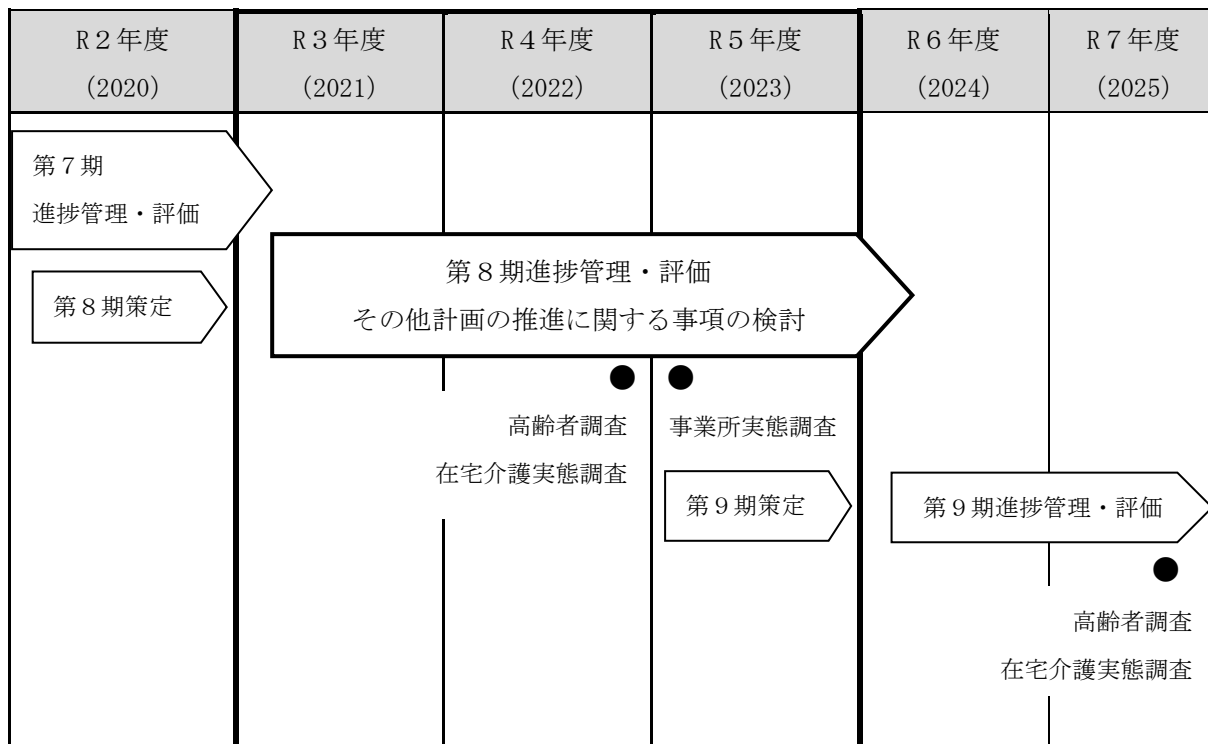 Ｒ２年度
(2020)
Ｒ３年度
(2021)
Ｒ４年度
(2022)
Ｒ５年度
(2023)
Ｒ６年度
(2024)
Ｒ７年度
(2025)
第７期
進捗管理・評価
第８期策定
第８期進捗管理・評価
その他計画の推進に関する事項の検討
高齢者調査
在宅介護実態調査
事業所実態調査
第９期策定
第９期進捗管理・評価
高齢者調査
在宅介護実態調査